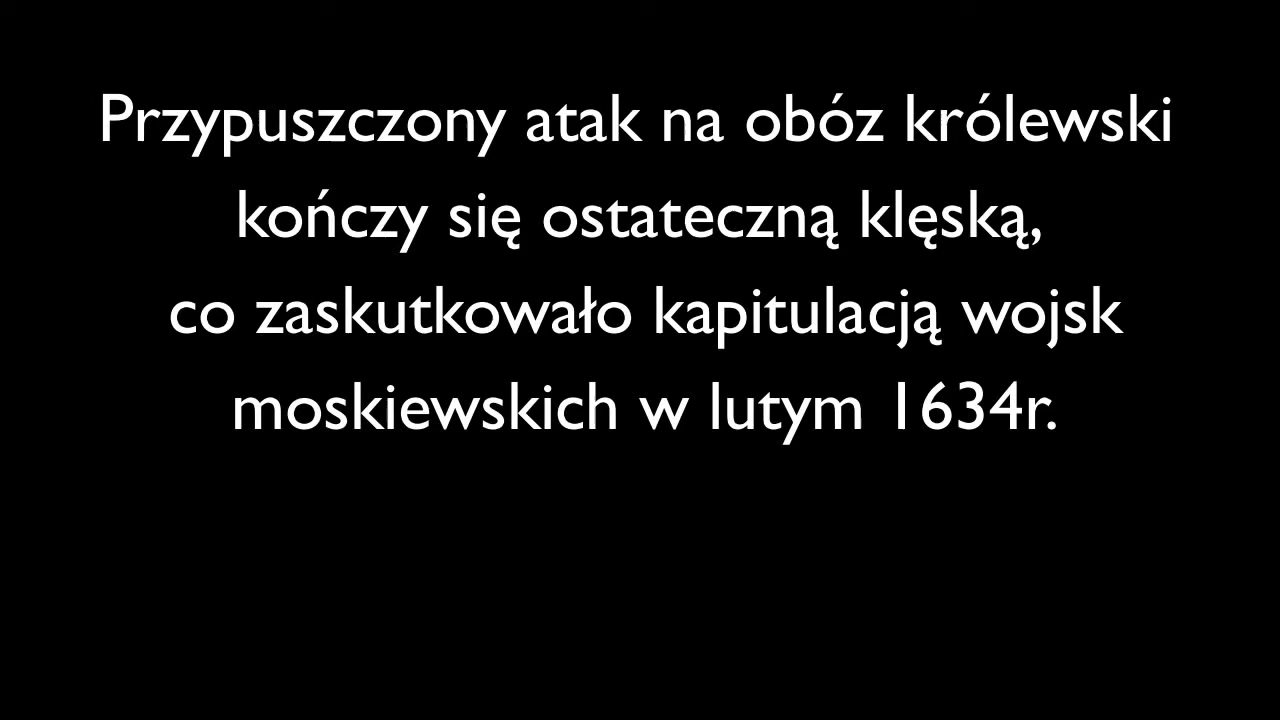 Przypuszczony atak na obóz królewski
kończy się ostateczną klęską,
co zaskutkowało kapitulacją wojsk
moskiewskich w lutym 1634r.